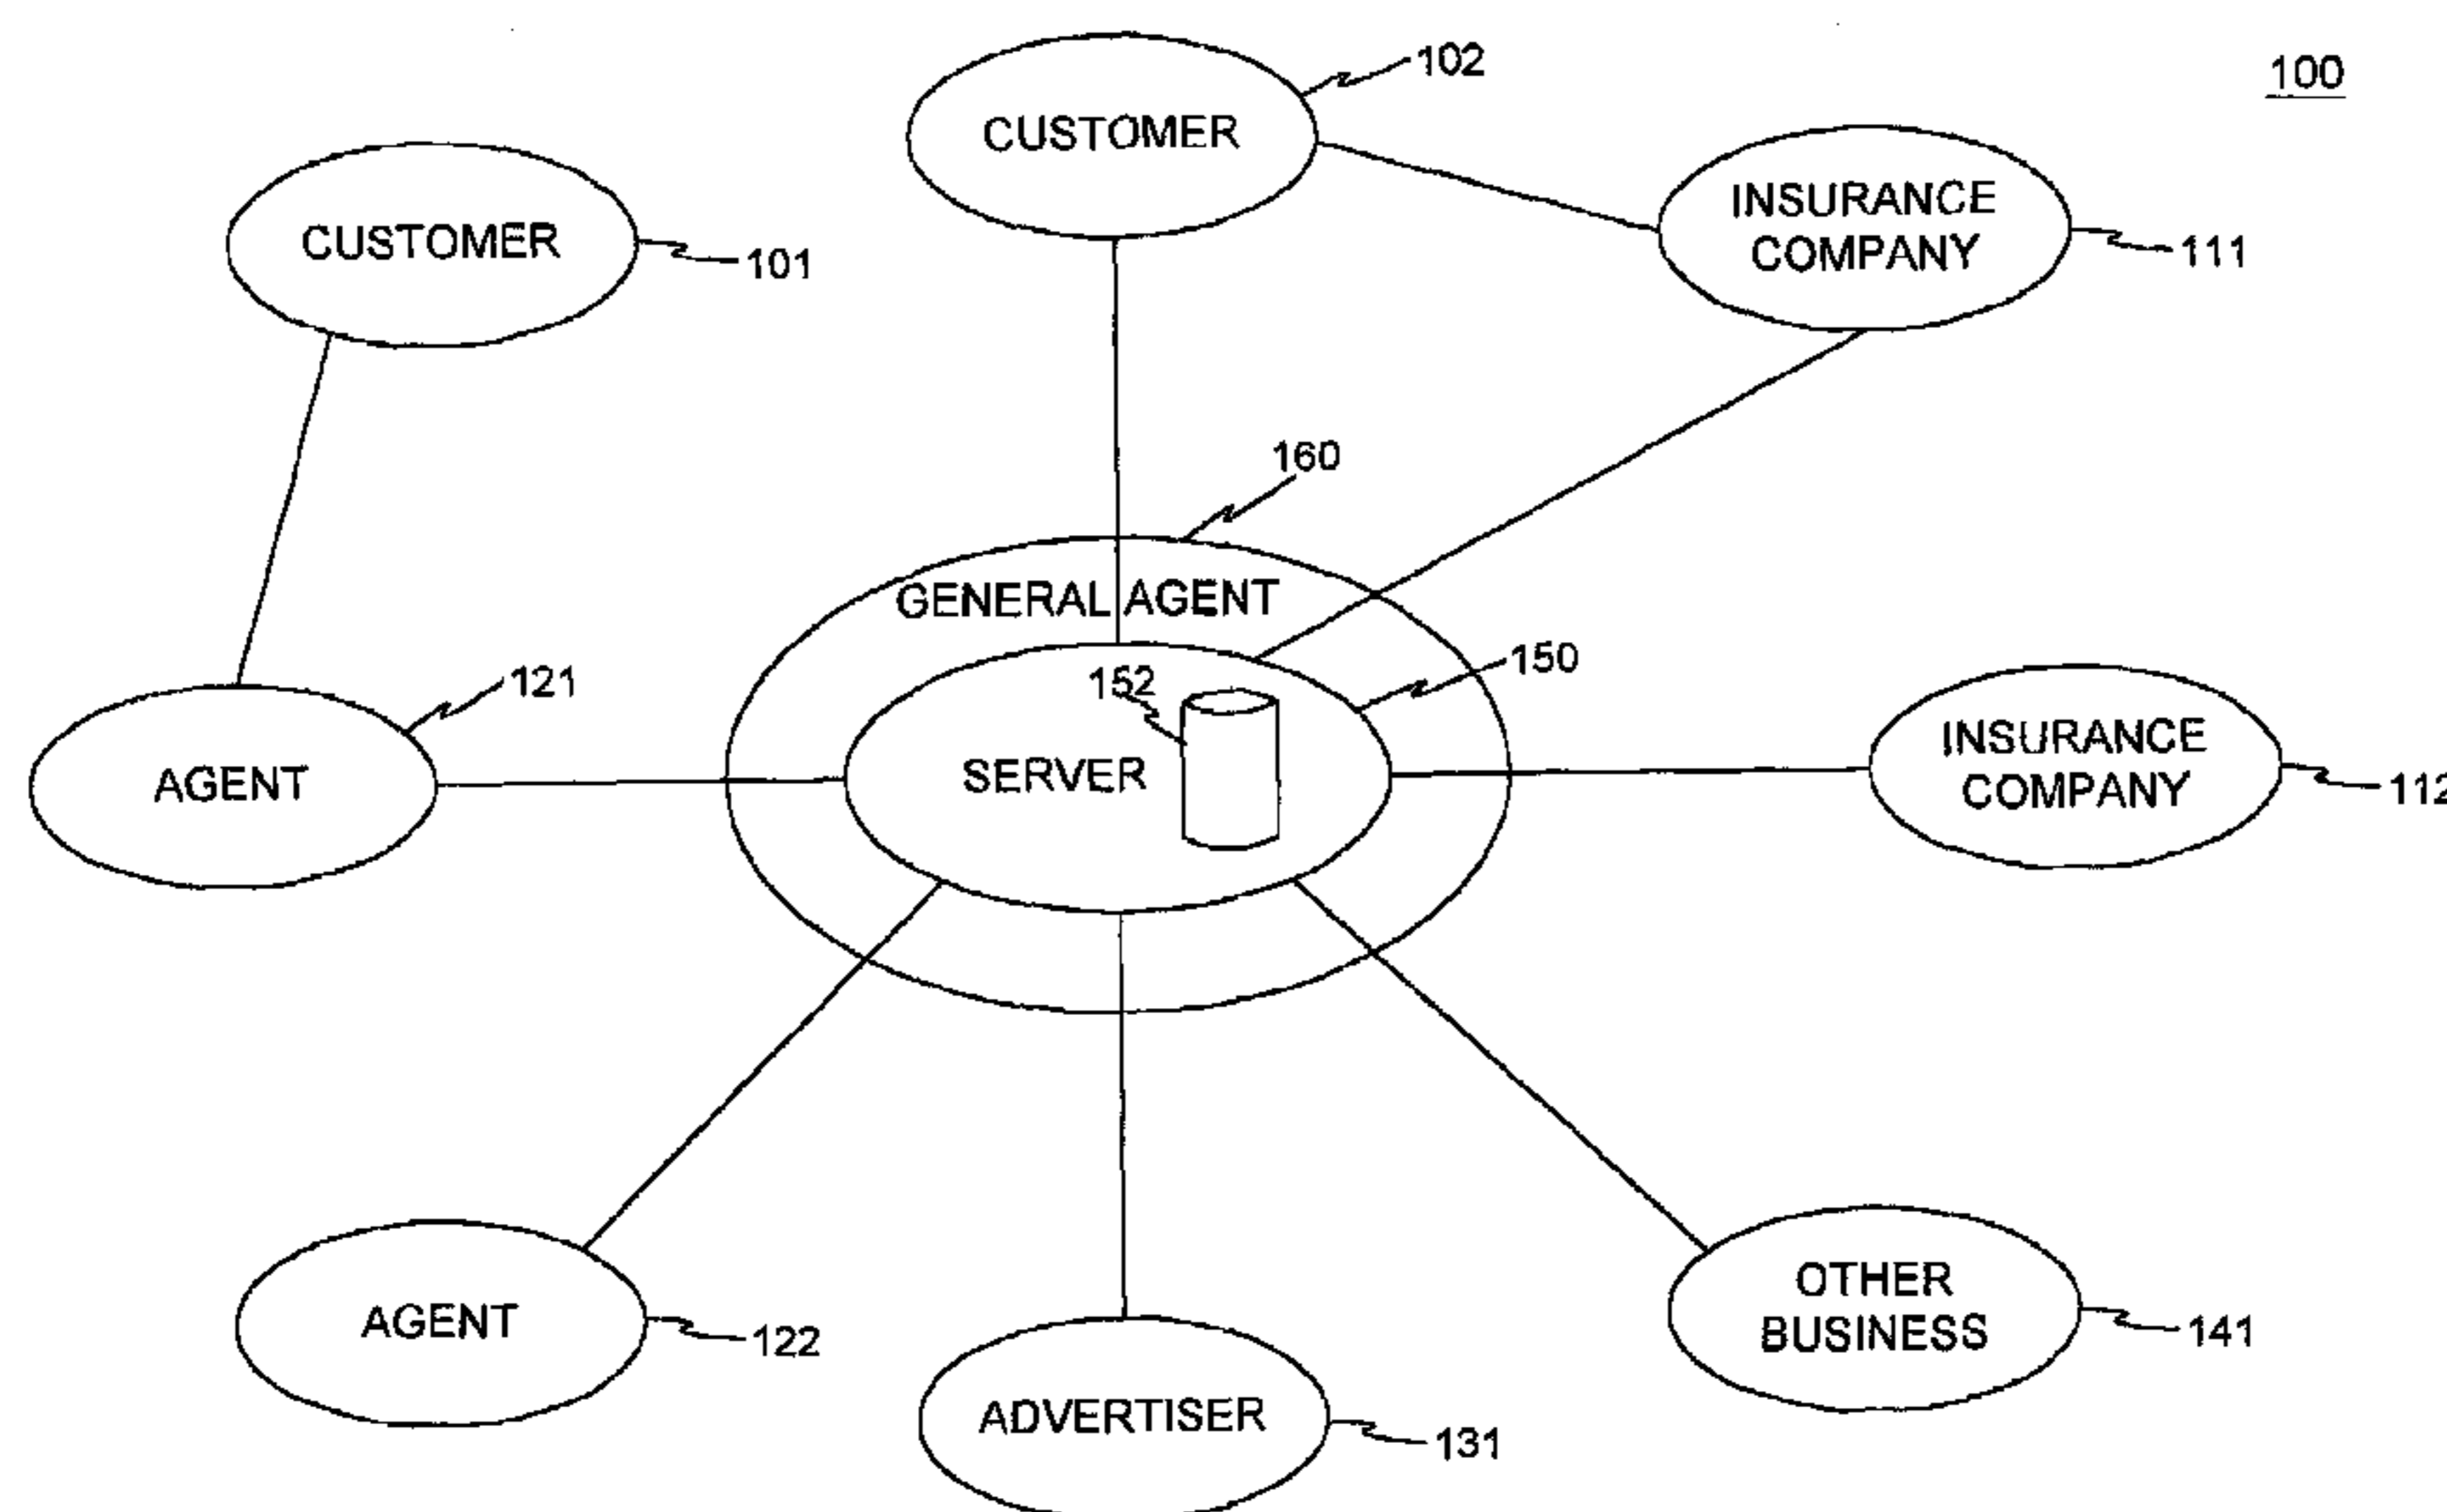 102
100
CUSTOMER
INSURANCE
COMPANY
111
CUSTOMER
101
160
GENERAL AGENT
150
152
121
SERVER
AGENT
INSURANCE
COMPANY
112
OTHER
BUSINESS
141
AGENT
122
ADVERTISER
131